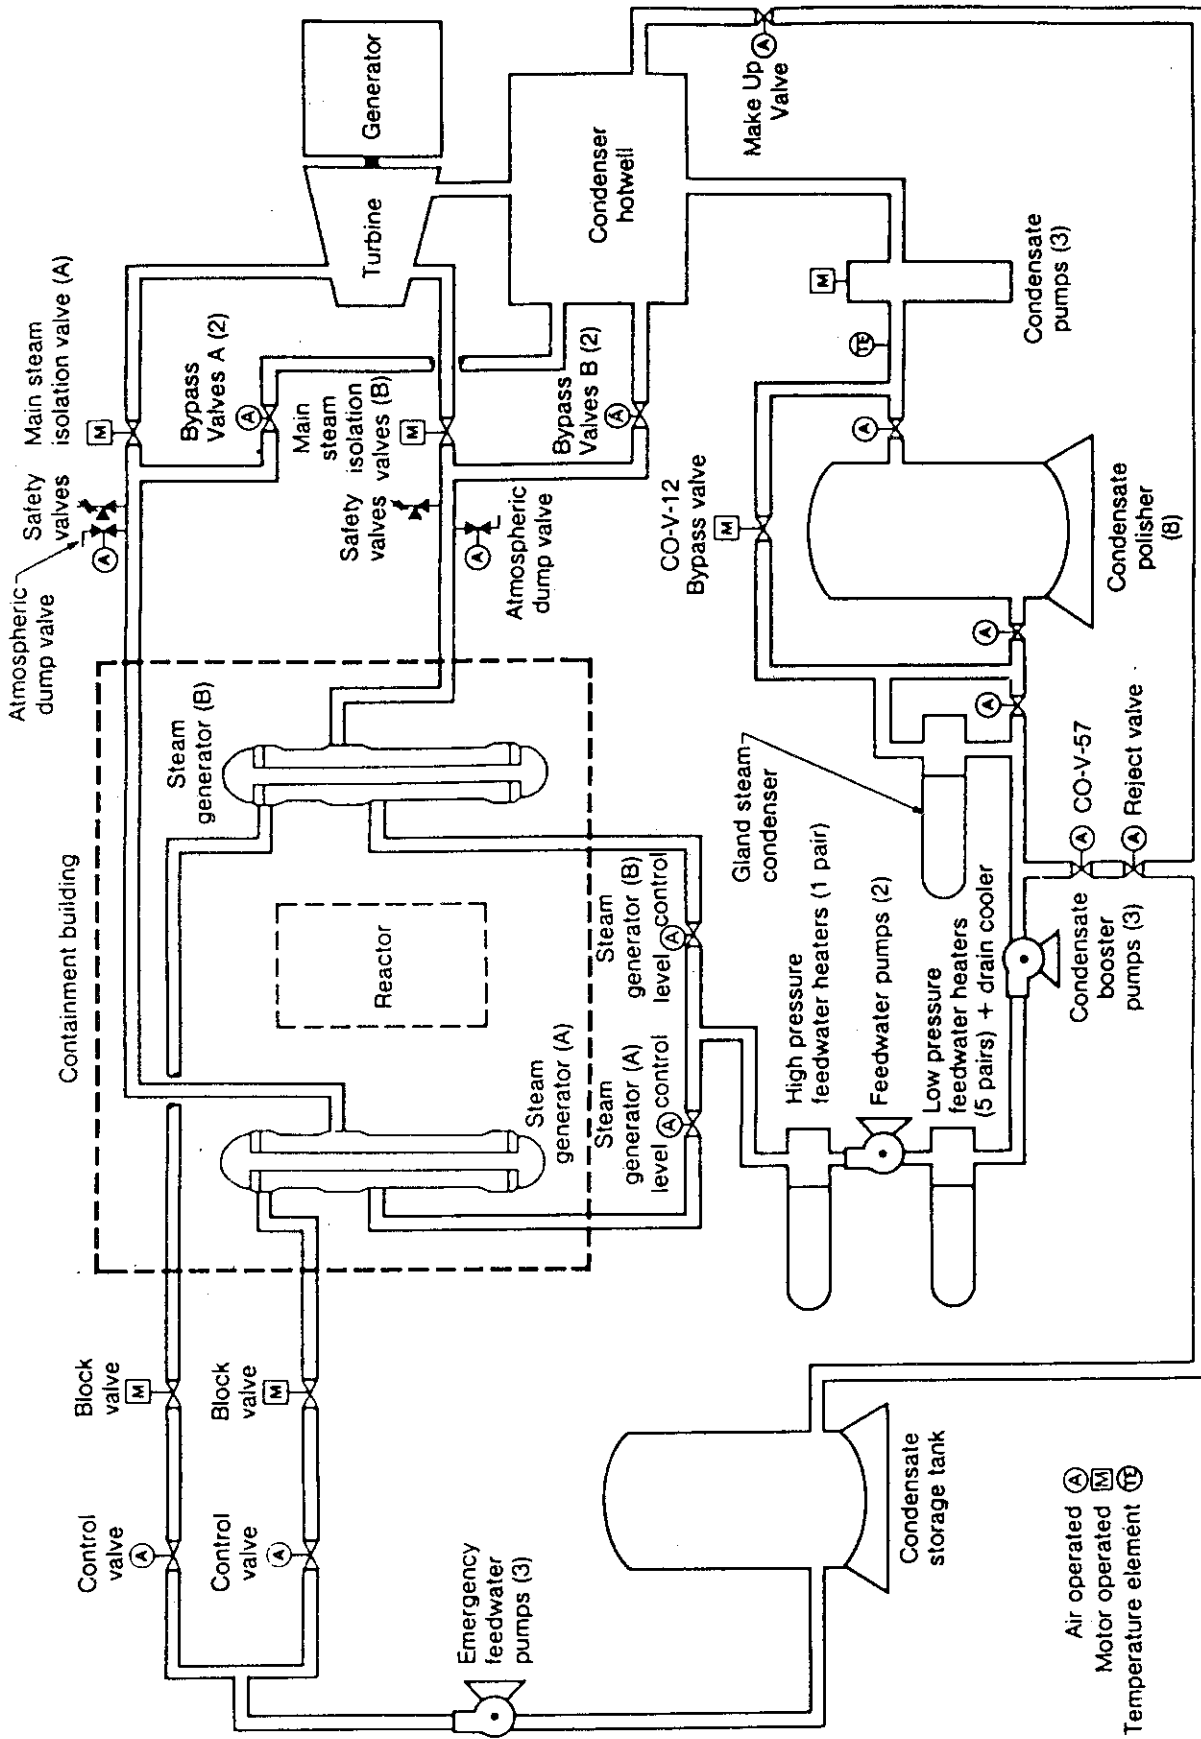 Containment building
Block
valve
Control
valve
Block
valve
Control
valve
Emergency
feedwater
pumps (3)
Condensate
storage tank
Air operated A
Motor operated M
Temperature element TE
Atmospheric
dump valve
Safety
valves
Main steam
isolation valve (A)
Bypass
Valves A (2)
Main
steam
isolation
valves (B)
Safety
valves
Atmospheric
dump valve
Bypass
Valves B (2)
Turbine
Generator
Condenser
hotwell
Make Up
Valve
Steam
generator (B)
Reactor
Steam
generator (A)
Steam
generator (B)
level control
Steam
generator (A)
level control
CO-V-12
Bypass valve
Condensate
pumps (3)
Condensate
polisher
(8)
Gland steam
condenser
High pressure
feedwater heaters (1 pair)
Feedwater pumps (2)
Low pressure
feedwater heaters
(5 pairs) + drain cooler
Condensate
booster
pumps (3)
CO-V-57
Reject valve
A
M
A
M
M
A
A
M
A
A
A
A
A
M
TE
A
M
A
A
A
A
A
A